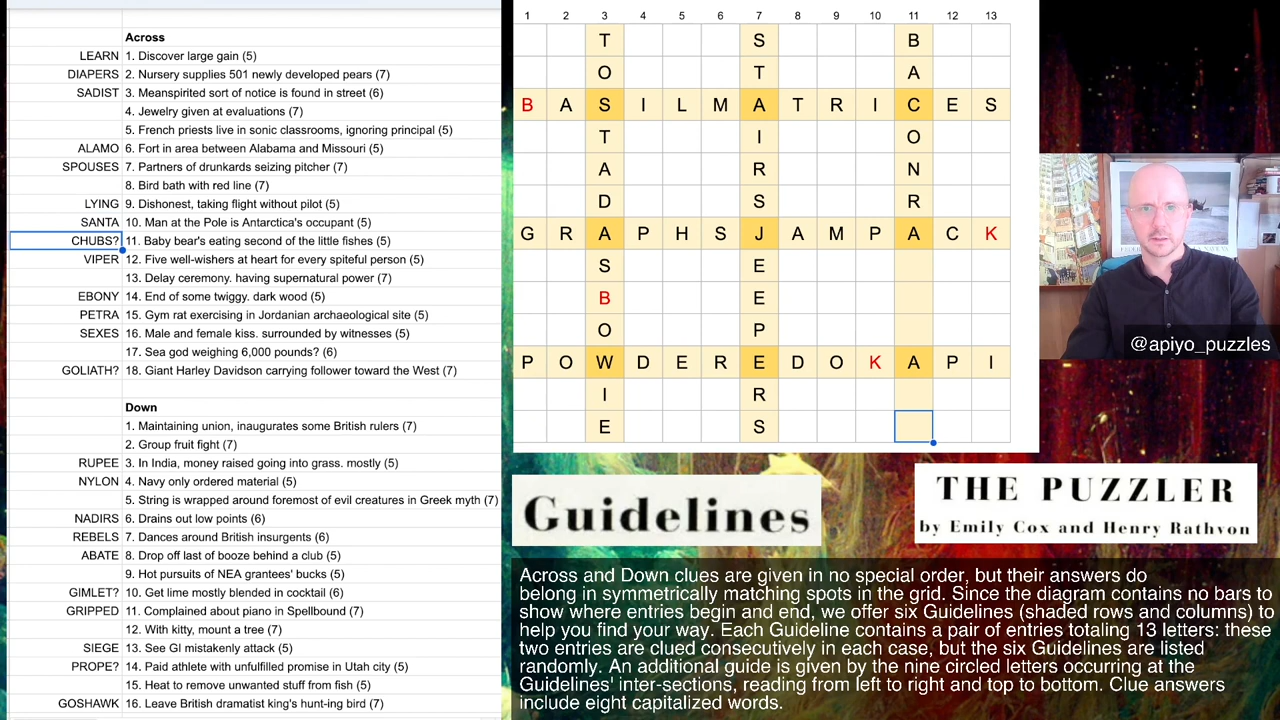 Across
LEARN 1. Discover large gain (5)
DIAPERS 2. Nursery supplies 501 newly developed pears (7)
SADIST 3. Meanspirited sort of notice is found in street (6)
4. Jewelry given at evaluations (7)
5. French priests live in sonic classrooms, ignoring principal (5)
ALAMO 6. Fort in area between Alabama and Missouri (5)
SPOUSES 7. Partners of drunkards seizing pitcher (7)
8. Bird bath with red line (7)
LYING 9. Dishonest, taking flight without pilot (5)
SANTA 10. Man at the Pole is Antarctica's occupant (5)
CHUBS? 11. Baby bear's eating second of the little fishes (5)
VIPER 12. Five well-wishers at heart for every spiteful person (5)
13. Delay ceremony. having supernatural power (7)
EBONY 14. End of some twiggy. dark wood (5)
PETRA 15. Gym rat exercising in Jordanian archaeological site (5)
SEXES 16. Male and female kiss. surrounded by witnesses (5)
17. Sea god weighing 6,000 pounds? (6)
GOLIATH? 18. Giant Harley Davidson carrying follower toward the West (7)
Down
1. Maintaining union, inaugurates some British rulers (7)
2. Group fruit fight (7)
RUPEE 3. In India, money raised going into grass. mostly (5)
NYLON 4. Navy only ordered material (5)
5. String is wrapped around foremost of evil creatures in Greek myth (7)
NADIRS 6. Drains out low points (6)
REBELS 7. Dances around British insurgents (6)
ABATE 8. Drop off last of booze behind a club (5)
9. Hot pursuits of NEA grantees' bucks (5)
GIMLET? 10. Get lime mostly blended in cocktail (6)
GRIPPED 11. Complained about piano in Spellbound (7)
12. With kitty, mount a tree (7)
SIEGE 13. See GI mistakenly attack (5)
PROPE? 14. Paid athlete with unfulfilled promise in Utah city (5)
15. Heat to remove unwanted stuff from fish (5)
GOSHAWK 16. Leave British dramatist king's hunt-ing bird (7)
1 2 3 4 5 6 7 8 9 10 11 12 13
T S B
O T A
B A S I L M A T R I C E S
T I O
A R N
D S R
G R A P H S J A M P A C K
S E
B E
O P
P O W D E R E D O K A P I
I R
E S
@apiyo_puzzles
Guidelines
THE PUZZLER
by Emily Cox and Henry Rathvon
Across and Down clues are given in no special order, but their answers do
belong in symmetrically matching spots in the grid. Since the diagram contains no bars to
show where entries begin and end, we offer six Guidelines (shaded rows and columns) to
help you find your way. Each Guideline contains a pair of entries totaling 13 letters: these
two entries are clued consecutively in each case, but the six Guidelines are listed
randomly. An additional guide is given by the nine circled letters occurring at the
Guidelines' inter-sections, reading from left to right and top to bottom. Clue answers
include eight capitalized words.